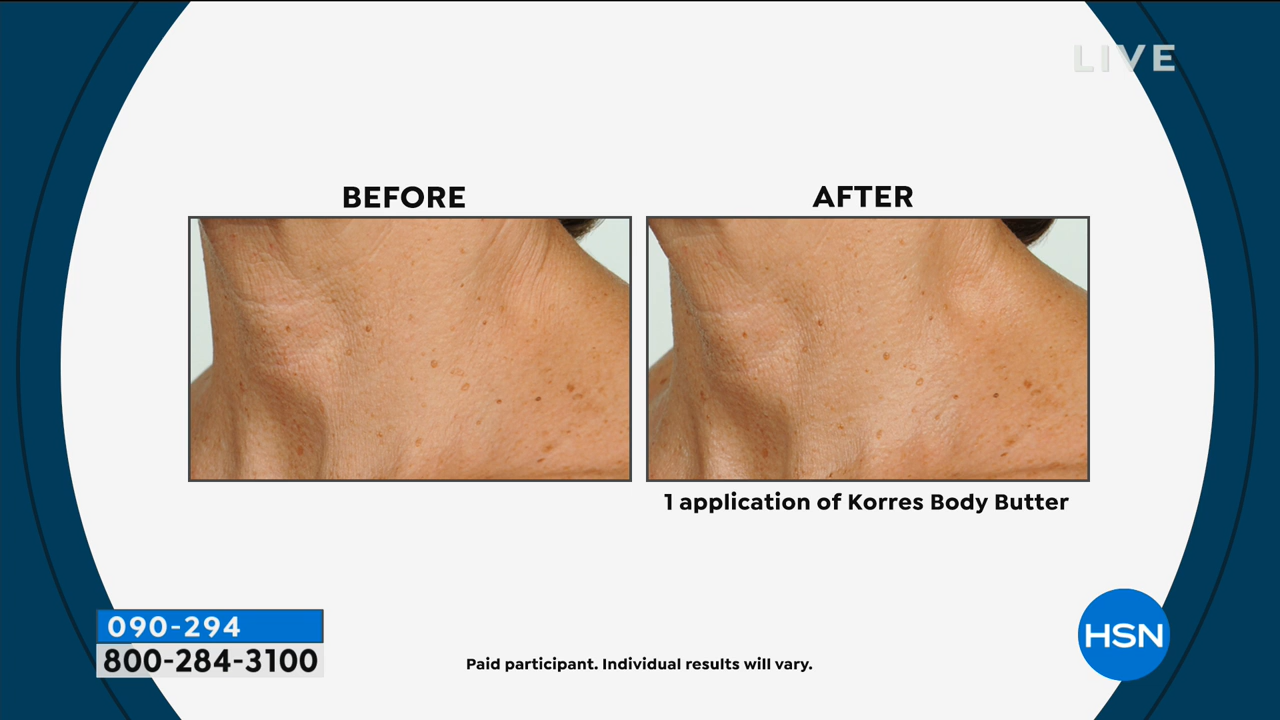 LIVE
BEFORE
AFTER
1 application of Korres Body Butter
090-294
800-284-3100
Paid participant. Individual results will vary.
HSN